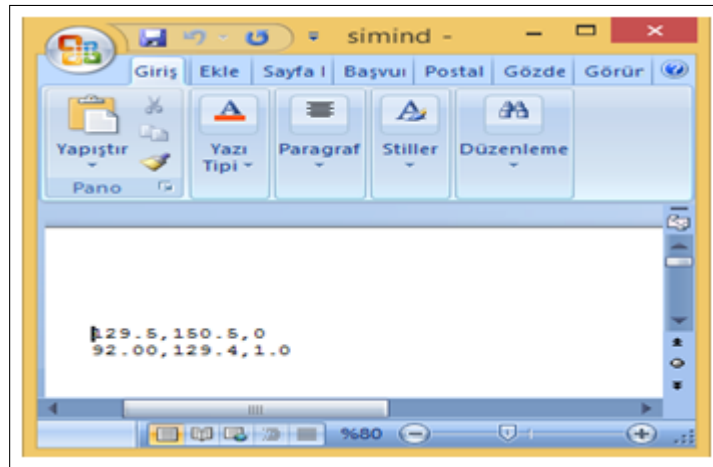 simind -
Giriş Ekle Sayfa l Başvuı Postal Gözde Görür
Yapıştır Yazı Tipi Paragraf Stiller Düzenleme
Pano
129.5,150.5,0
92.00,129.4,1.0
%80